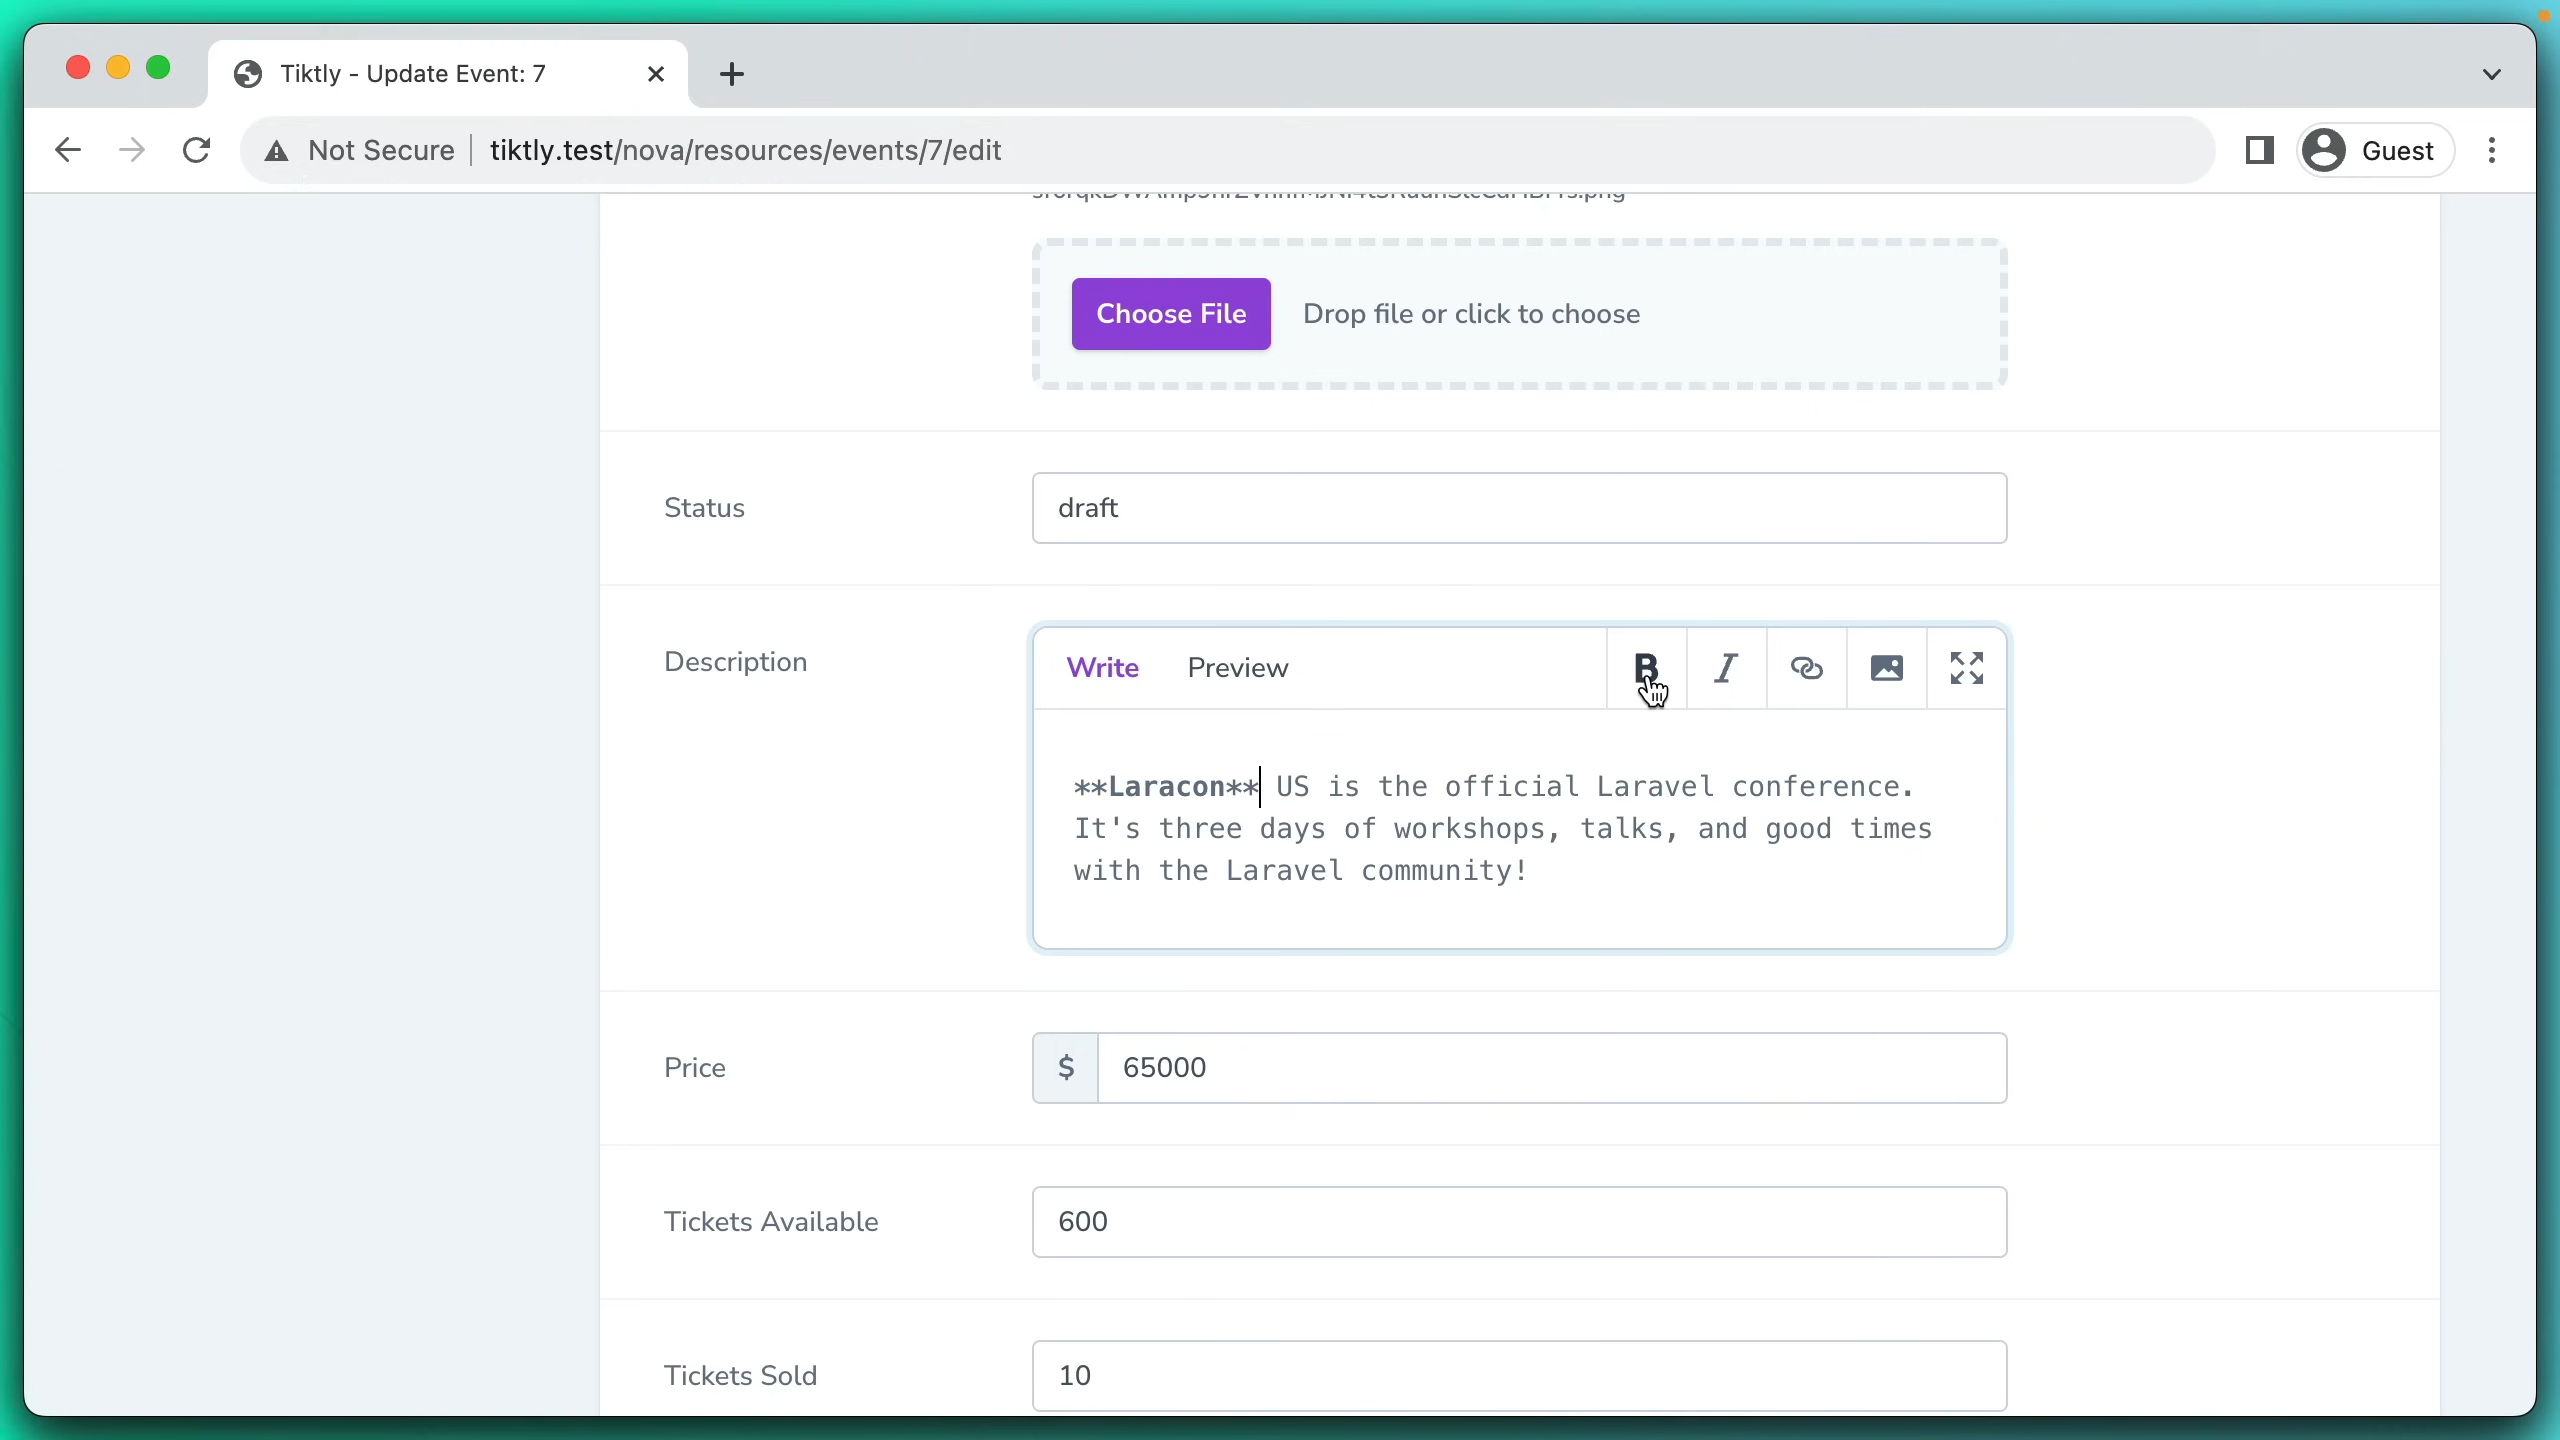 Tiktly - Update Event: 7
Not Secure
tiktly.test/nova/resources/events/7/edit
Guest
Choose File
Drop file or click to choose
Status
draft
Description
Write
Preview
B
I
**Laracon** US is the official Laravel conference.
It's three days of workshops, talks, and good times
with the Laravel community!
Price
$
65000
Tickets Available
600
Tickets Sold
10